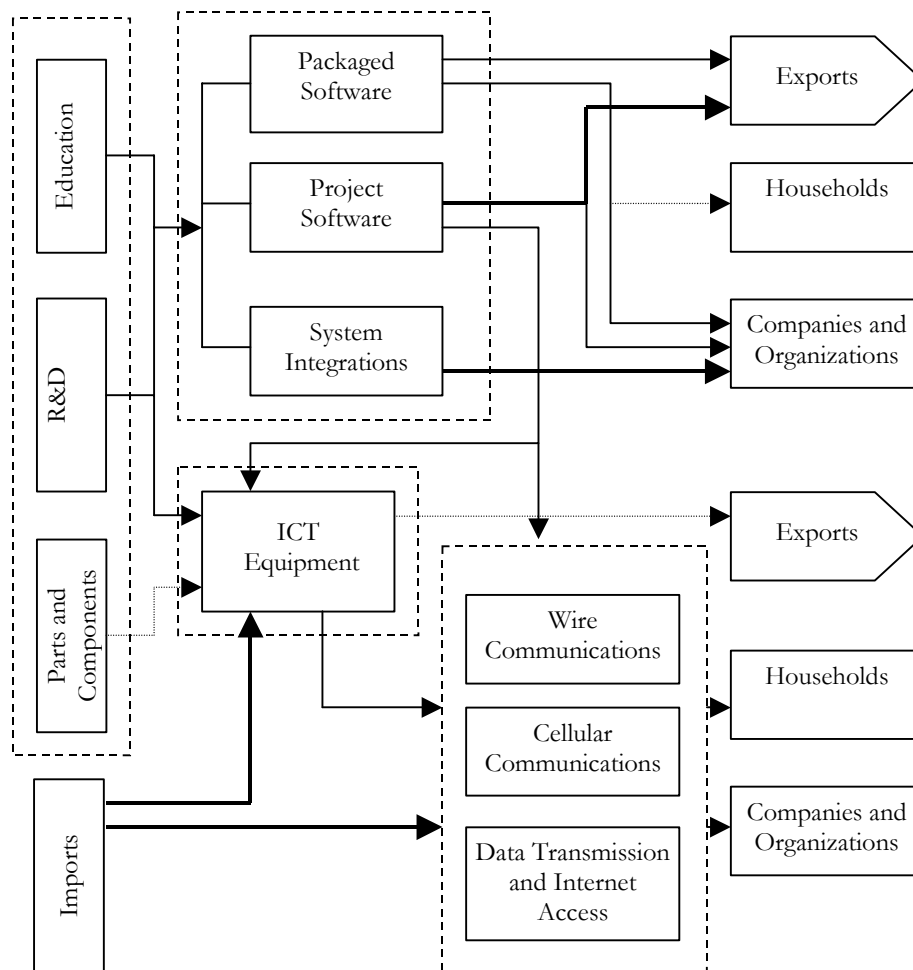 Education
R&D
Parts and
Components
Imports
Packaged
Software
Project
Software
System
Integrations
ICT
Equipment
Wire
Communications
Cellular
Communications
Data Transmission
and Internet
Access
Exports
Households
Companies and
Organizations
Exports
Households
Companies and
Organizations